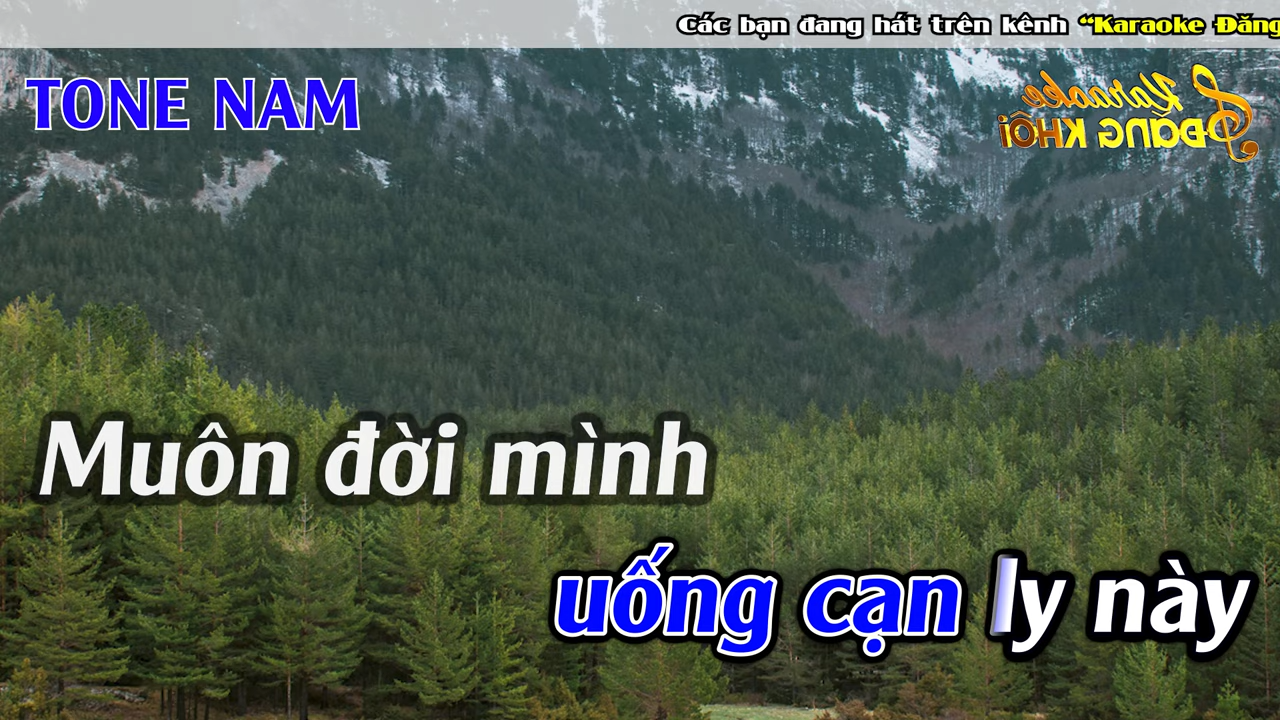 Các bạn đang hát trên kênh “Karaoke Đăng
TONE NAM
Karaoke
ĐĂNG KHÔI
Muôn đời mình
uống cạn ly này